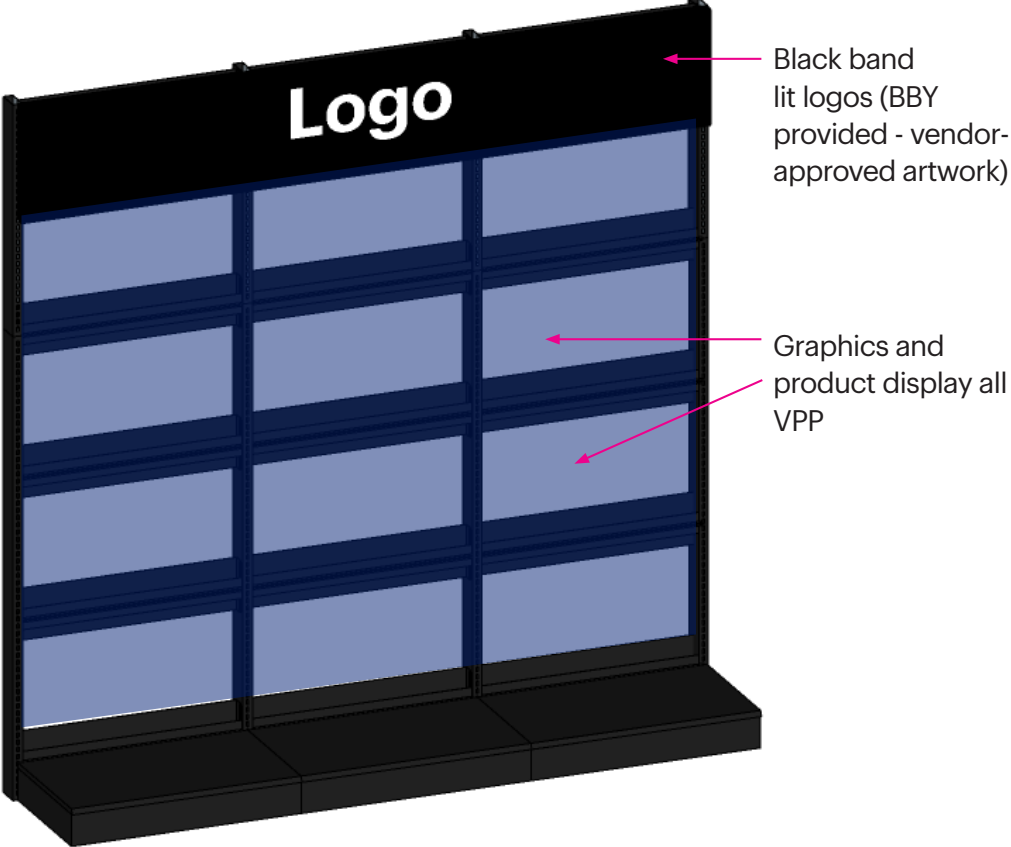 Logo
Black band
lit logos (BBY
provided - vendor-
approved artwork)
Graphics and
product display all
VPP